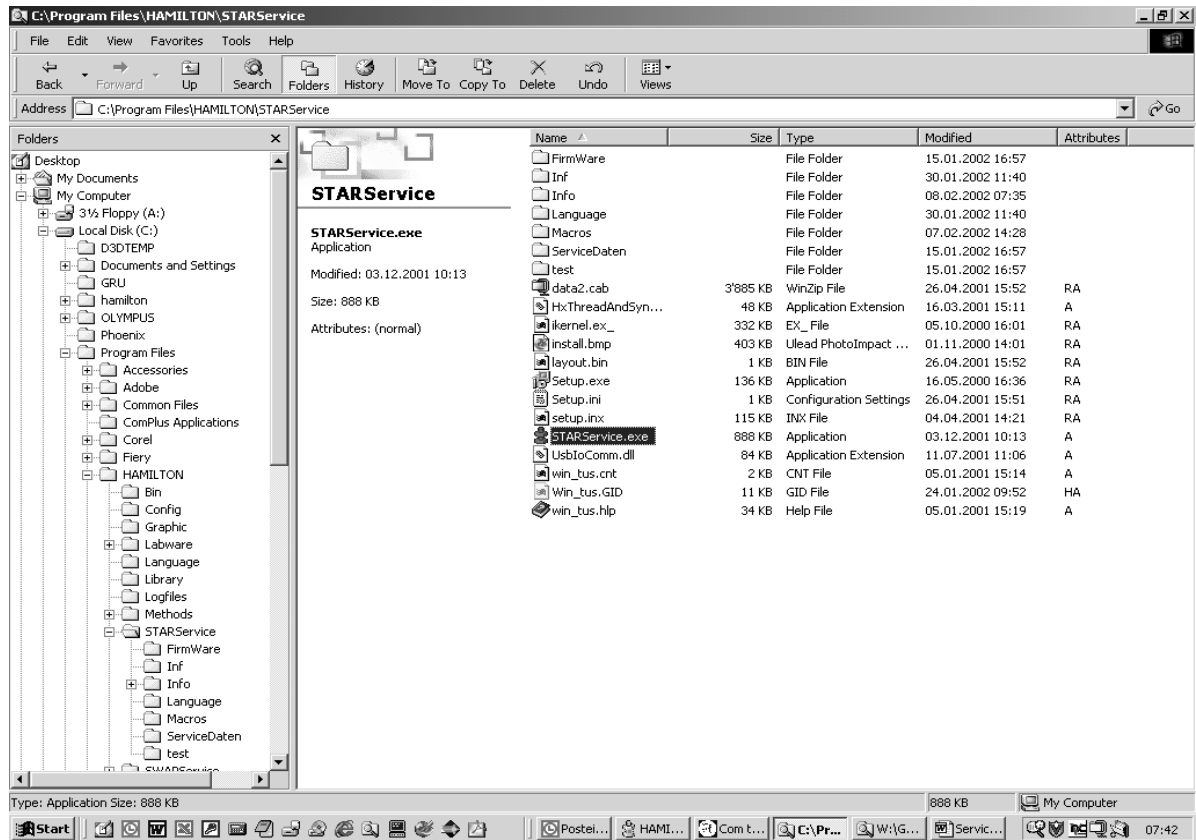 C:\Program Files\HAMILTON\STARService
File Edit View Favorites Tools Help
Back Forward Up Search Folders History Move To Copy To Delete Undo Views
Address C:\Program Files\HAMILTON\STARService Go
Folders
Desktop
My Documents
My Computer
3½ Floppy (A:)
Local Disk (C:)
D3DTEMP
Documents and Settings
GRU
hamilton
OLYMPUS
Phoenix
Program Files
Accessories
Adobe
Common Files
ComPlus Applications
Corel
Fiery
HAMILTON
Bin
Config
Graphic
Labware
Language
Library
Logfiles
Methods
STARService
FirmWare
Inf
Info
Language
Macros
ServiceDaten
test
SWAPService
STARService
STARService.exe
Application
Modified: 03.12.2001 10:13
Size: 888 KB
Attributes: (normal)
Name Size Type Modified Attributes
FirmWare File Folder 15.01.2002 16:57
Inf File Folder 30.01.2002 11:40
Info File Folder 08.02.2002 07:35
Language File Folder 30.01.2002 11:40
Macros File Folder 07.02.2002 14:28
ServiceDaten File Folder 15.01.2002 16:57
test File Folder 15.01.2002 16:57
data2.cab 3'885 KB WinZip File 26.04.2001 15:52 RA
HxThreadAndSyn... 48 KB Application Extension 16.03.2001 15:11 A
ikernel.ex_ 332 KB EX_ File 05.10.2000 16:01 RA
install.bmp 403 KB Ulead PhotoImpact ... 01.11.2000 14:01 RA
layout.bin 1 KB BIN File 26.04.2001 15:52 RA
Setup.exe 136 KB Application 16.05.2000 16:36 RA
Setup.ini 1 KB Configuration Settings 26.04.2001 15:51 RA
setup.inx 115 KB INX File 04.04.2001 14:21 RA
STARService.exe 888 KB Application 03.12.2001 10:13 A
UsbIoComm.dll 84 KB Application Extension 11.07.2001 11:06 A
win_tus.cnt 2 KB CNT File 05.01.2001 15:14 A
Win_tus.GID 11 KB GID File 24.01.2002 09:52 HA
win_tus.hlp 34 KB Help File 05.01.2001 15:19 A
Type: Application Size: 888 KB 888 KB My Computer
Start Postei... HAMI... Com t... C:\Pr... W:\G... Servic... 07:42